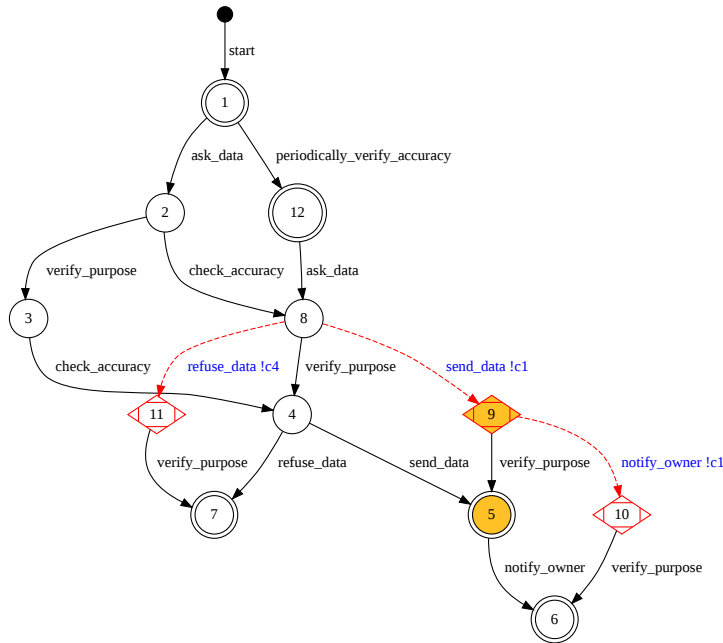 start
1
ask_data
periodically_verify_accuracy
2
12
verify_purpose
check_accuracy
ask_data
3
8
check_accuracy
refuse_data !c4
verify_purpose
send_data !c1
11
4
9
verify_purpose
refuse_data
send_data
verify_purpose
notify_owner !c1
7
5
10
notify_owner
verify_purpose
6